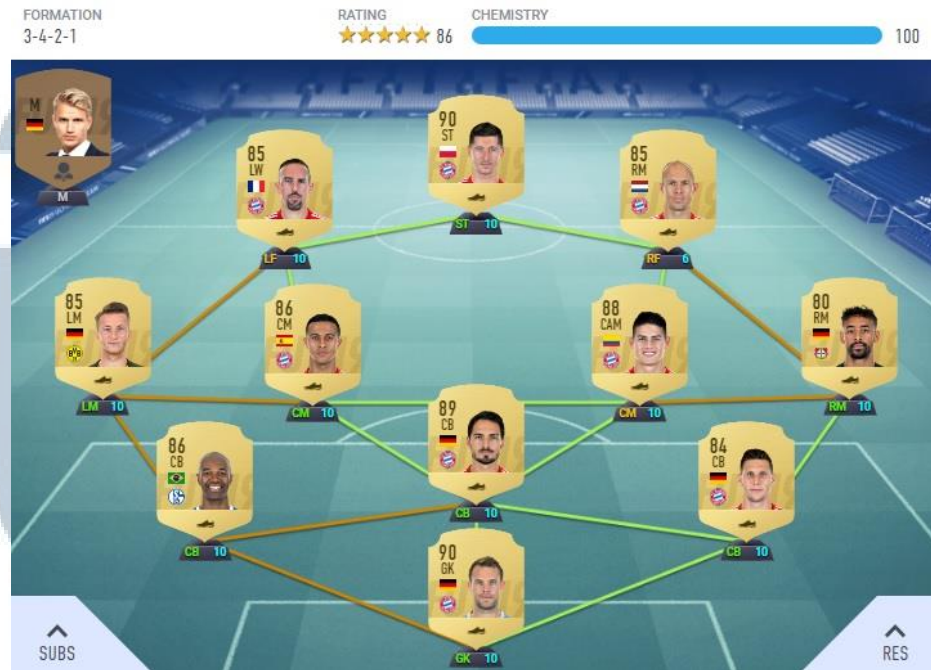 FORMATION RATING CHEMISTRY
3-4-2-1 86 100
M
M
90
ST
ST 10
85
LW
LF 10
85
RM
RF 6
85
LM
LM 10
86
CM
CM 10
88
CAM
CM 10
80
RM
RM 10
89
CB
CB 10
86
CB
CB 10
84
CB
CB 10
90
GK
GK 10
SUBS RES